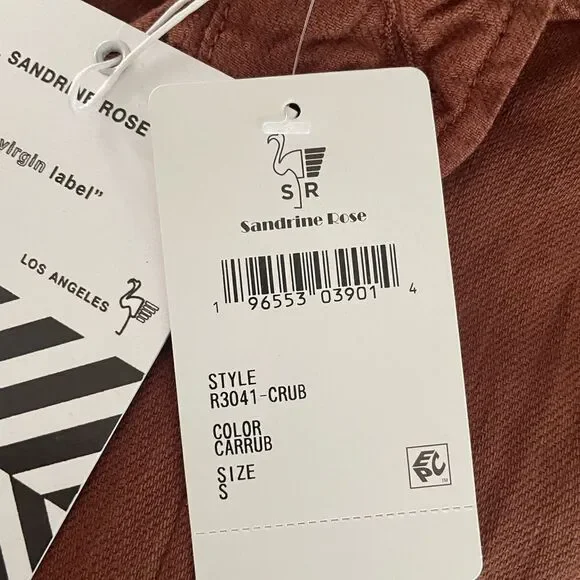 SANDRINE ROSE
virgin label"
LOS ANGELES
S R
Sandrine Rose
1 96553 03901 4
STYLE
R3041-CRUB
COLOR
CARRUB
SIZE
S
EPC
TM